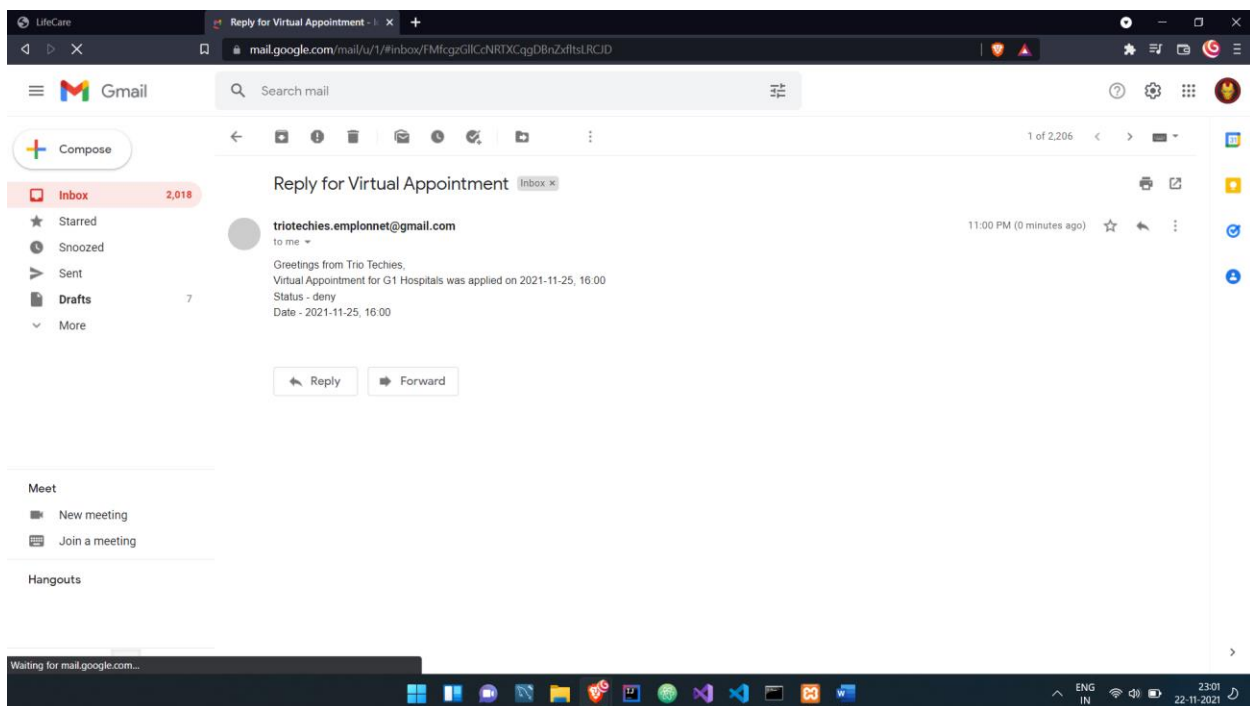 LifeCare
Reply for Virtual Appointment -
mail.google.com/mail/u/1/#inbox/FMfcgzGllCcNRTXCqgDBnZxfltsLRCJD
Gmail
Search mail
Compose
1 of 2,206
Reply for Virtual Appointment Inbox ×
Inbox 2,018
Starred
Snoozed
Sent
Drafts 7
More
triotechies.emplonnet@gmail.com
11:00 PM (0 minutes ago)
to me
Greetings from Trio Techies,
Virtual Appointment for G1 Hospitals was applied on 2021-11-25, 16:00
Status - deny
Date - 2021-11-25, 16:00
Reply Forward
Meet
New meeting
Join a meeting
Hangouts
Waiting for mail.google.com...
ENG
IN
23:01
22-11-2021